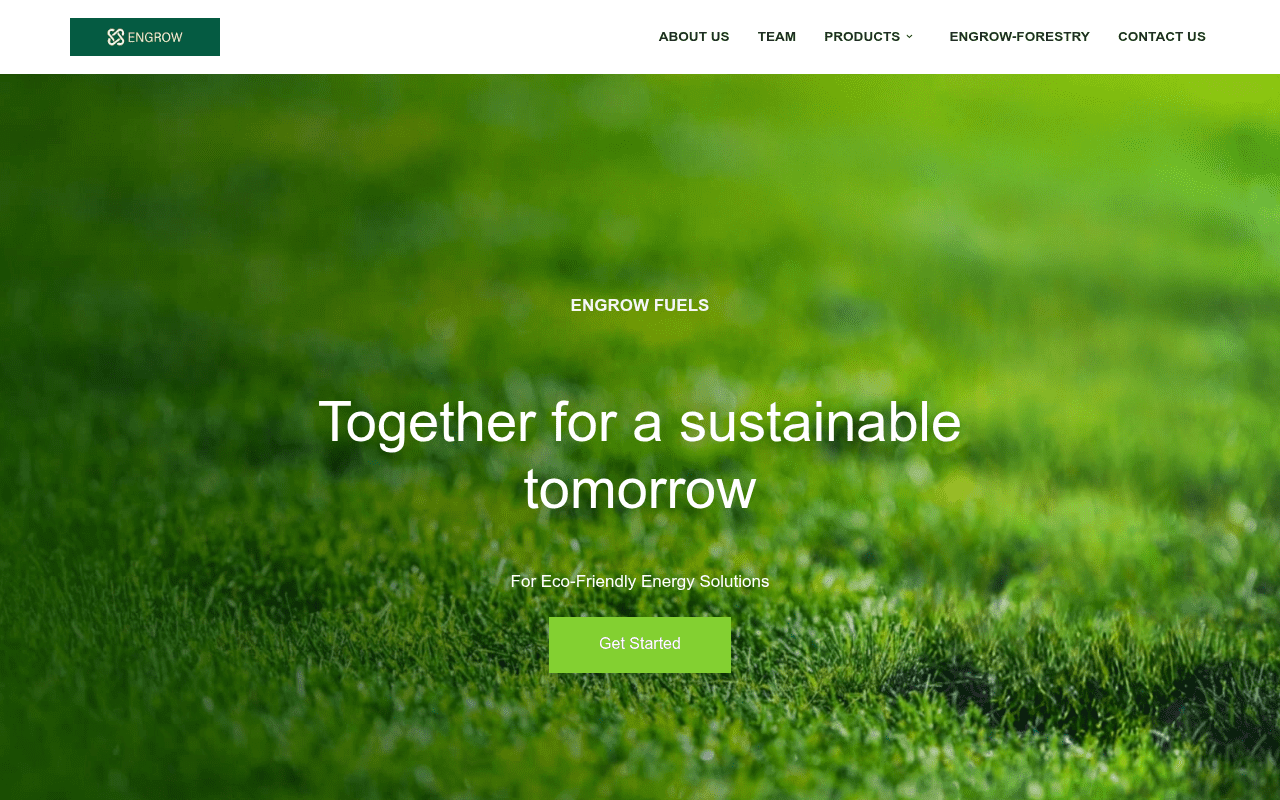 ENGROW
ABOUT US
TEAM
PRODUCTS
ENGROW-FORESTRY
CONTACT US
ENGROW FUELS
Together for a sustainable
tomorrow
For Eco-Friendly Energy Solutions
Get Started